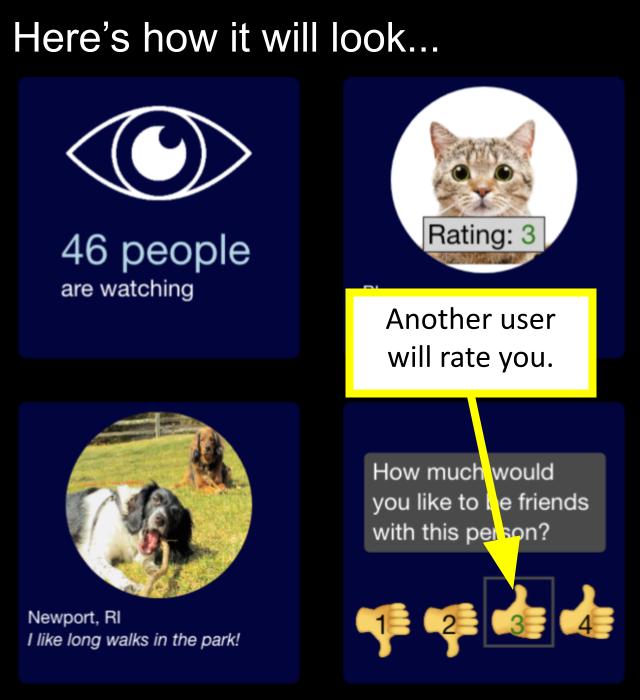 Here’s how it will look...
46 people
are watching
Rating: 3
Another user
will rate you.
Newport, RI
I like long walks in the park!
How much would
you like to be friends
with this person?
1 2 3 4